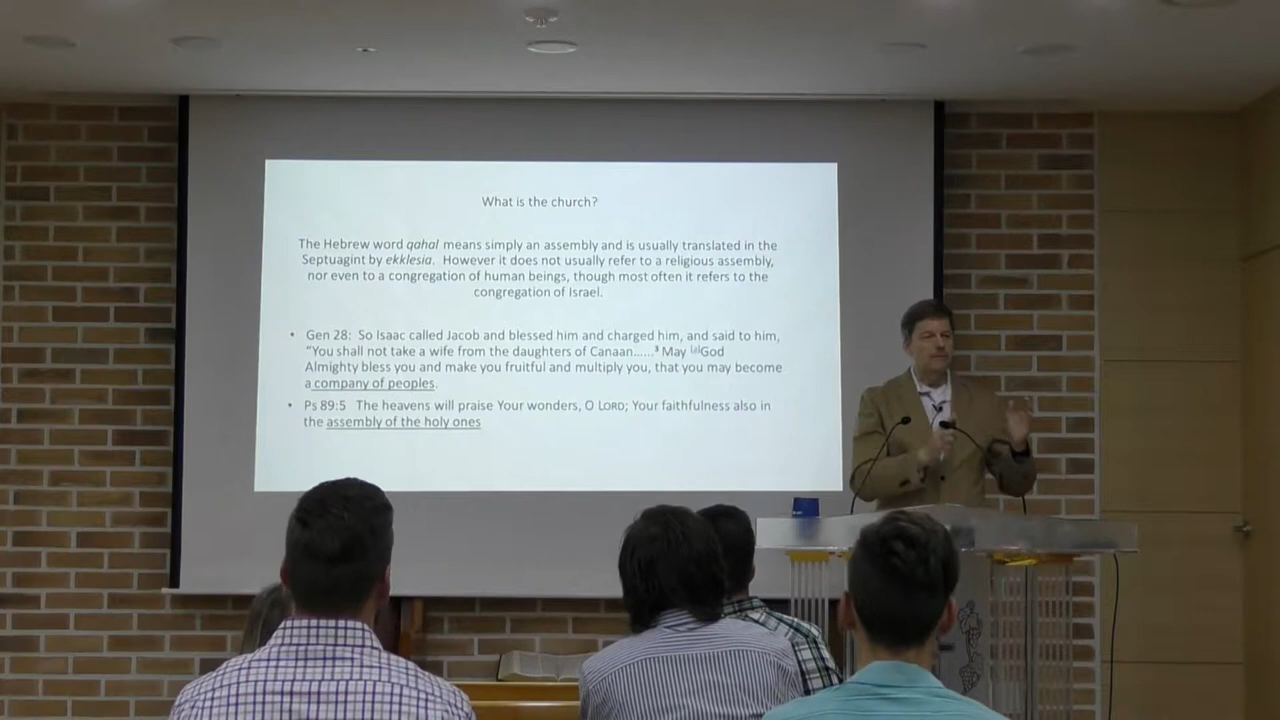 What is the church?
The Hebrew word qahal means simply an assembly and is usually translated in the
Septuagint by ekklesia. However it does not usually refer to a religious assembly,
nor even to a congregation of human beings, though most often it refers to the
congregation of Israel.
• Gen 28: So Isaac called Jacob and blessed him and charged him, and said to him,
"You shall not take a wife from the daughters of Canaan……³ May [a]God
Almighty bless you and make you fruitful and multiply you, that you may become
a company of peoples.
• Ps 89:5 The heavens will praise Your wonders, O LORD; Your faithfulness also in
the assembly of the holy ones